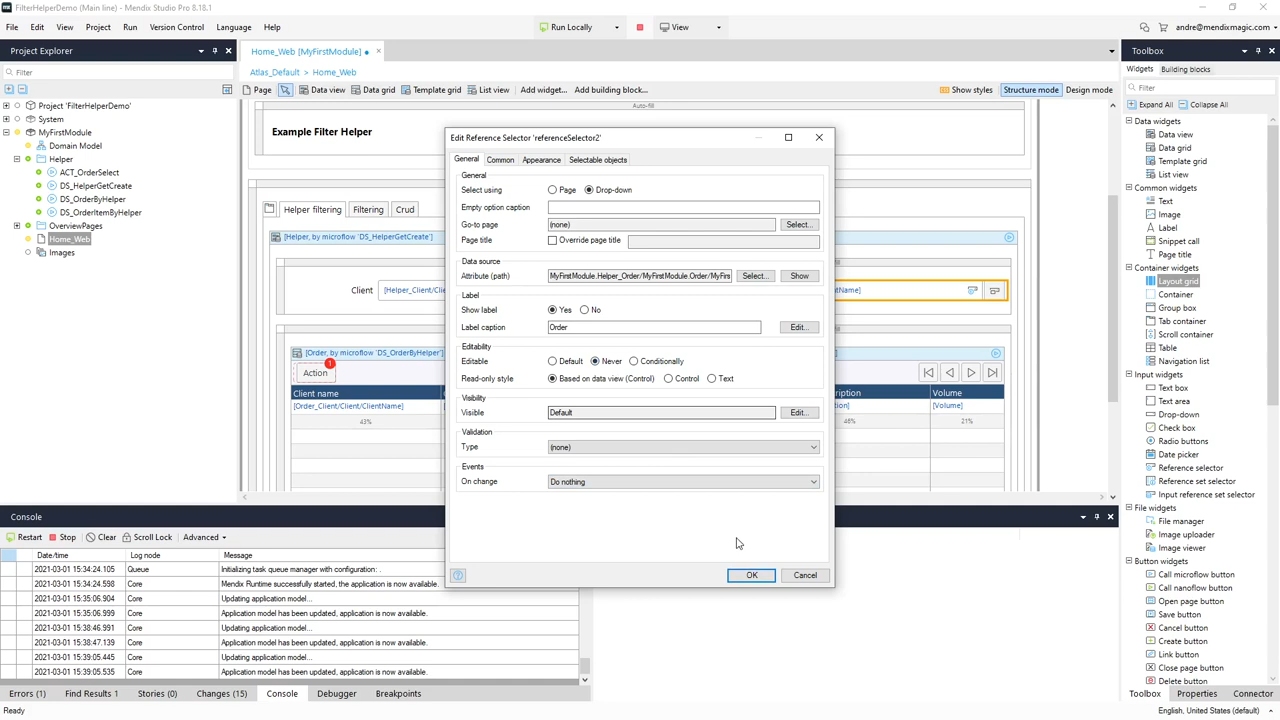 FilterHelperDemo (Main line) - Mendix Studio Pro 8.18.1
File Edit View Project Run Version Control Language Help
Run Locally
View
andre@mendixmagic.com
Project Explorer
Filter
Project 'FilterHelperDemo'
System
MyFirstModule
Domain Model
Helper
ACT_OrderSelect
DS_HelperGetCreate
DS_OrderByHelper
DS_OrderItemByHelper
OverviewPages
Home_Web
Images
Home_Web [MyFirstModule]
Atlas_Default > Home_Web
Page Data view Data grid Template grid List view Add widget... Add building block... Show styles Structure mode Design mode
Auto-fill
Example Filter Helper
Helper filtering Filtering Crud
[Helper, by microflow 'DS_HelperGetCreate']
Client
[Order, by microflow 'DS_OrderByHelper']
Action
1
Client name
[Order_Client/Client/ClientName]
43%
Volume
[Volume]
46%
21%
Edit Reference Selector 'referenceSelector2'
General Common Appearance Selectable objects
General
Select using Page Drop-down
Empty option caption
Go-to page (none) Select...
Page title Override page title
Data source
Attribute (path) MyFirstModule.Helper_Order/MyFirstModule.Order/MyFirs Select... Show
Label
Show label Yes No
Label caption Order Edit...
Editability
Editable Default Never Conditionally
Read-only style Based on data view (Control) Control Text
Visibility
Visible Default Edit...
Validation
Type (none)
Events
On change Do nothing
OK Cancel
Toolbox
Widgets Building blocks
Filter
Expand All Collapse All
Data widgets
Data view
Data grid
Template grid
List view
Common widgets
Text
Image
Label
Snippet call
Page title
Container widgets
Layout grid
Container
Group box
Tab container
Scroll container
Table
Navigation list
Input widgets
Text box
Text area
Drop-down
Check box
Radio buttons
Date picker
Reference selector
Reference set selector
Input reference set selector
File widgets
File manager
Image uploader
Image viewer
Button widgets
Call microflow button
Call nanoflow button
Open page button
Save button
Cancel button
Create button
Link button
Close page button
Delete button
Console
Restart Stop Clear Scroll Lock Advanced
Date/time Log node Message
2021-03-01 15:34:24.105 Queue Initializing task queue manager with configuration: .
2021-03-01 15:34:24.598 Core Mendix Runtime successfully started, the application is now available.
2021-03-01 15:35:06.904 Core Updating application model...
2021-03-01 15:35:06.999 Core Application model has been updated, application is now available.
2021-03-01 15:38:46.991 Core Updating application model...
2021-03-01 15:38:47.139 Core Application model has been updated, application is now available.
2021-03-01 15:39:05.445 Core Updating application model...
2021-03-01 15:39:05.535 Core Application model has been updated, application is now available.
Errors (1) Find Results 1 Stories (0) Changes (15) Console Debugger Breakpoints
Toolbox Properties Connector
Ready
English, United States (default)